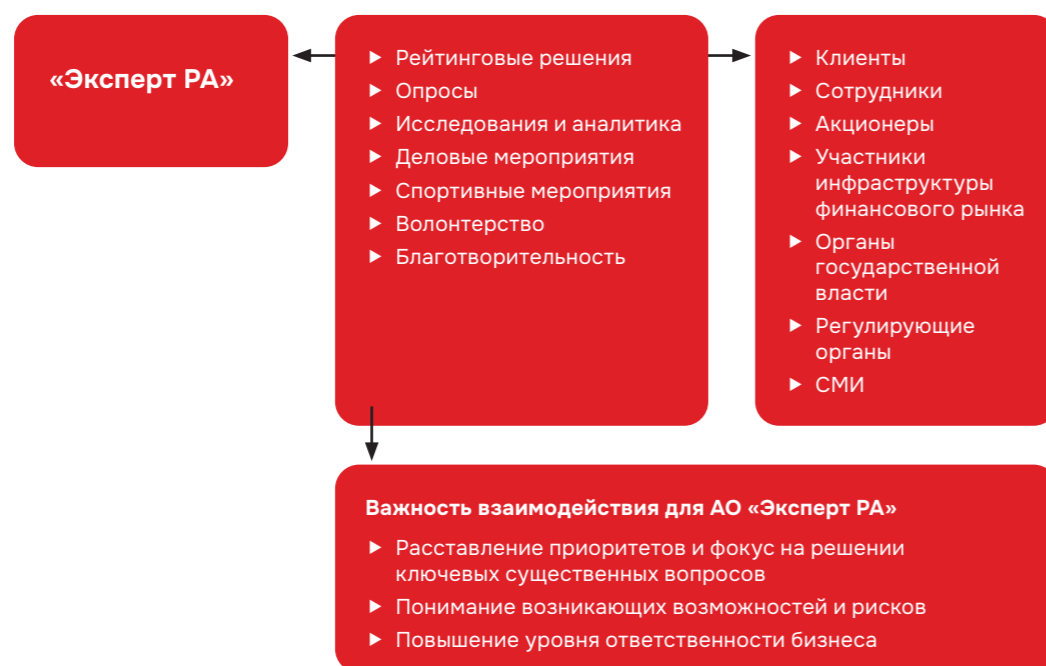 «Эксперт РА»
Рейтинговые решения
Опросы
Исследования и аналитика
Деловые мероприятия
Спортивные мероприятия
Волонтерство
Благотворительность
Клиенты
Сотрудники
Акционеры
Участники
инфраструктуры
финансового рынка
Органы
государственной
власти
Регулирующие
органы
СМИ
Важность взаимодействия для АО «Эксперт РА»
Расставление приоритетов и фокус на решении
ключевых существенных вопросов
Понимание возникающих возможностей и рисков
Повышение уровня ответственности бизнеса